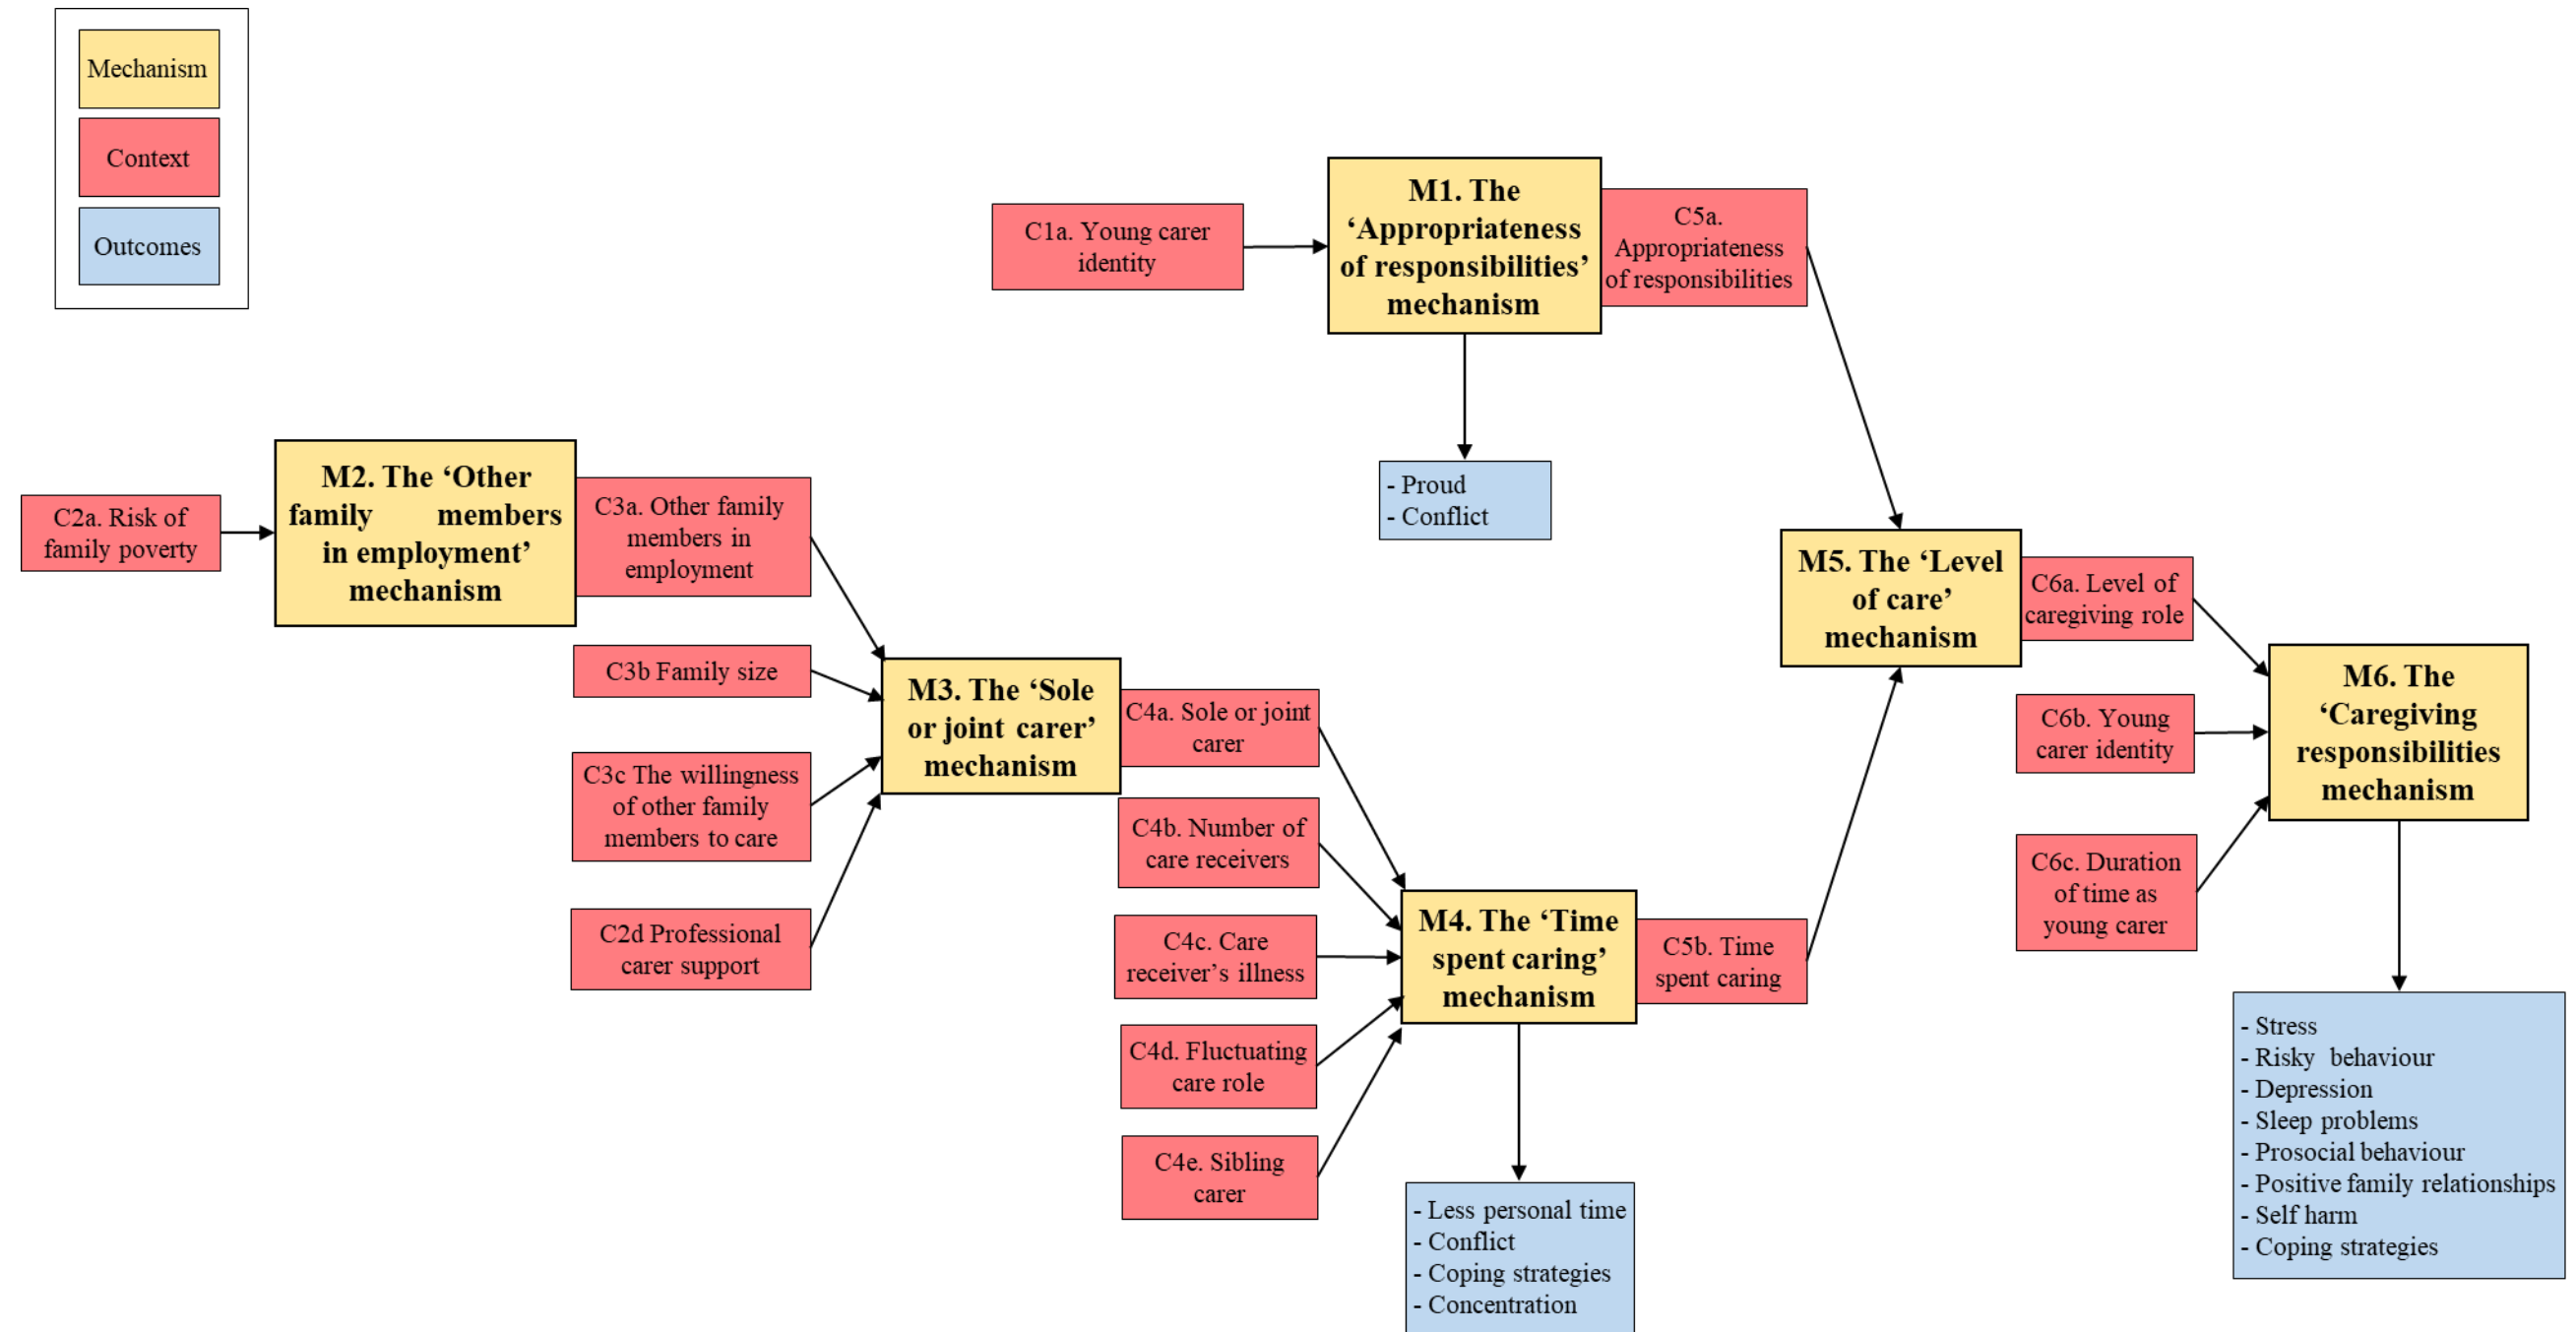 Mechanism
Context
Outcomes
C1a. Young carer
identity
M1. The
‘Appropriateness
of responsibilities’
mechanism
C5a.
Appropriateness
of responsibilities
- Proud
- Conflict
C2a. Risk of
family poverty
M2. The ‘Other
family members
in employment’
mechanism
C3a. Other family
members in
employment
C3b Family size
C3c The willingness
of other family
members to care
C2d Professional
carer support
M3. The ‘Sole
or joint carer’
mechanism
C4a. Sole or joint
carer
C4b. Number of
care receivers
C4c. Care
receiver’s illness
C4d. Fluctuating
care role
C4e. Sibling
carer
M4. The ‘Time
spent caring’
mechanism
C5b. Time
spent caring
- Less personal time
- Conflict
- Coping strategies
- Concentration
M5. The ‘Level
of care’
mechanism
C6a. Level of
caregiving role
C6b. Young
carer identity
C6c. Duration
of time as
young carer
M6. The
‘Caregiving
responsibilities
mechanism
- Stress
- Risky behaviour
- Depression
- Sleep problems
- Prosocial behaviour
- Positive family relationships
- Self harm
- Coping strategies